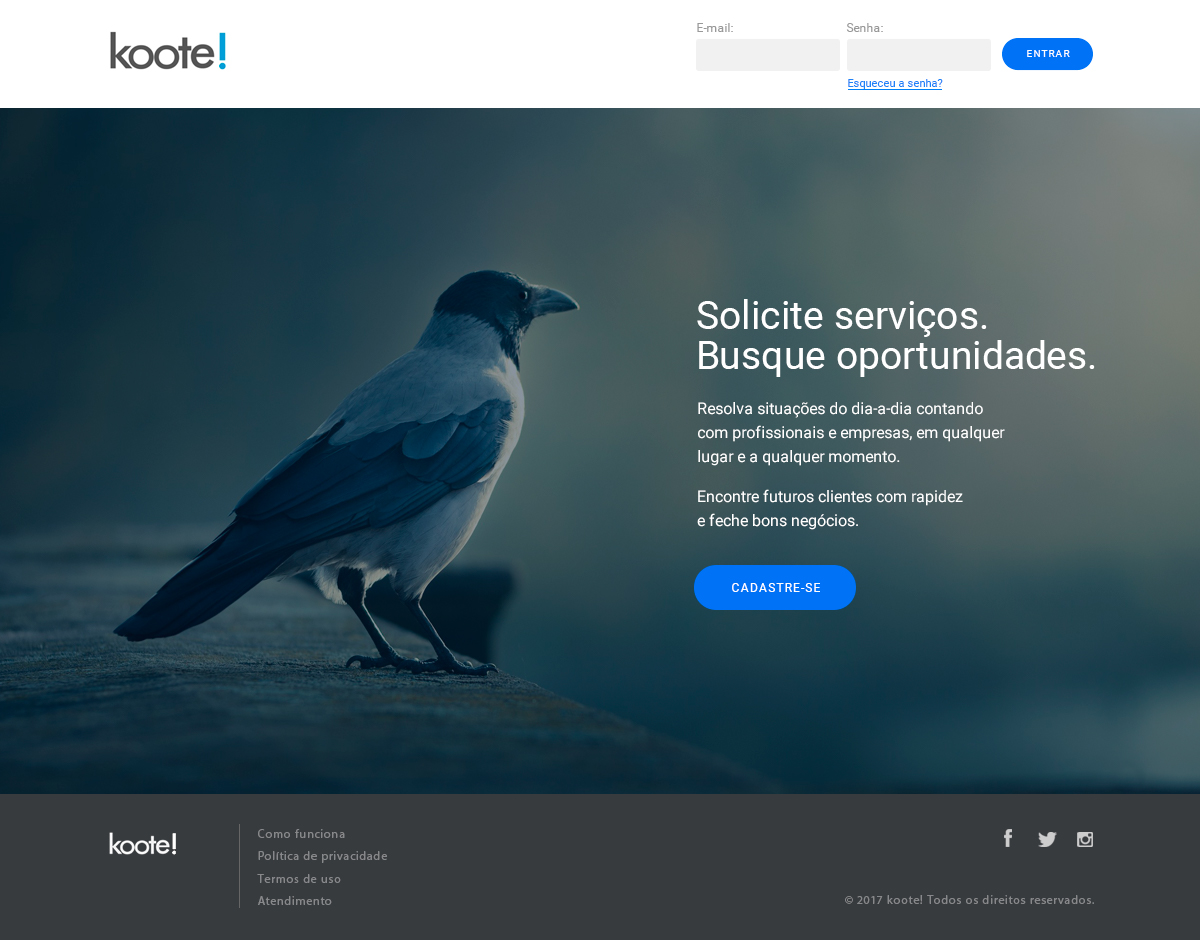 koote!
E-mail:
Senha:
ENTRAR
Esqueceu a senha?
Solicite serviços.
Busque oportunidades.
Resolva situações do dia-a-dia contando
com profissionais e empresas, em qualquer
lugar e a qualquer momento.
Encontre futuros clientes com rapidez
e feche bons negócios.
CADASTRE-SE
koote!
Como funciona
Política de privacidade
Termos de uso
Atendimento
© 2017 koote! Todos os direitos reservados.